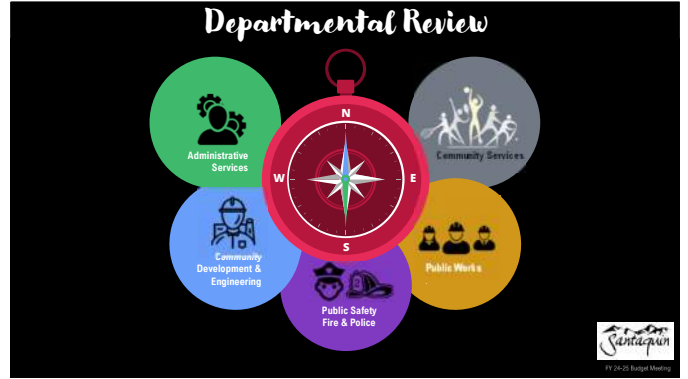 Departmental Review
N
W
E
S
Administrative
Services
Community Services
Community
Development &
Engineering
Public Works
Public Safety
Fire & Police
Santaquin
FY 24-25 Budget Meeting